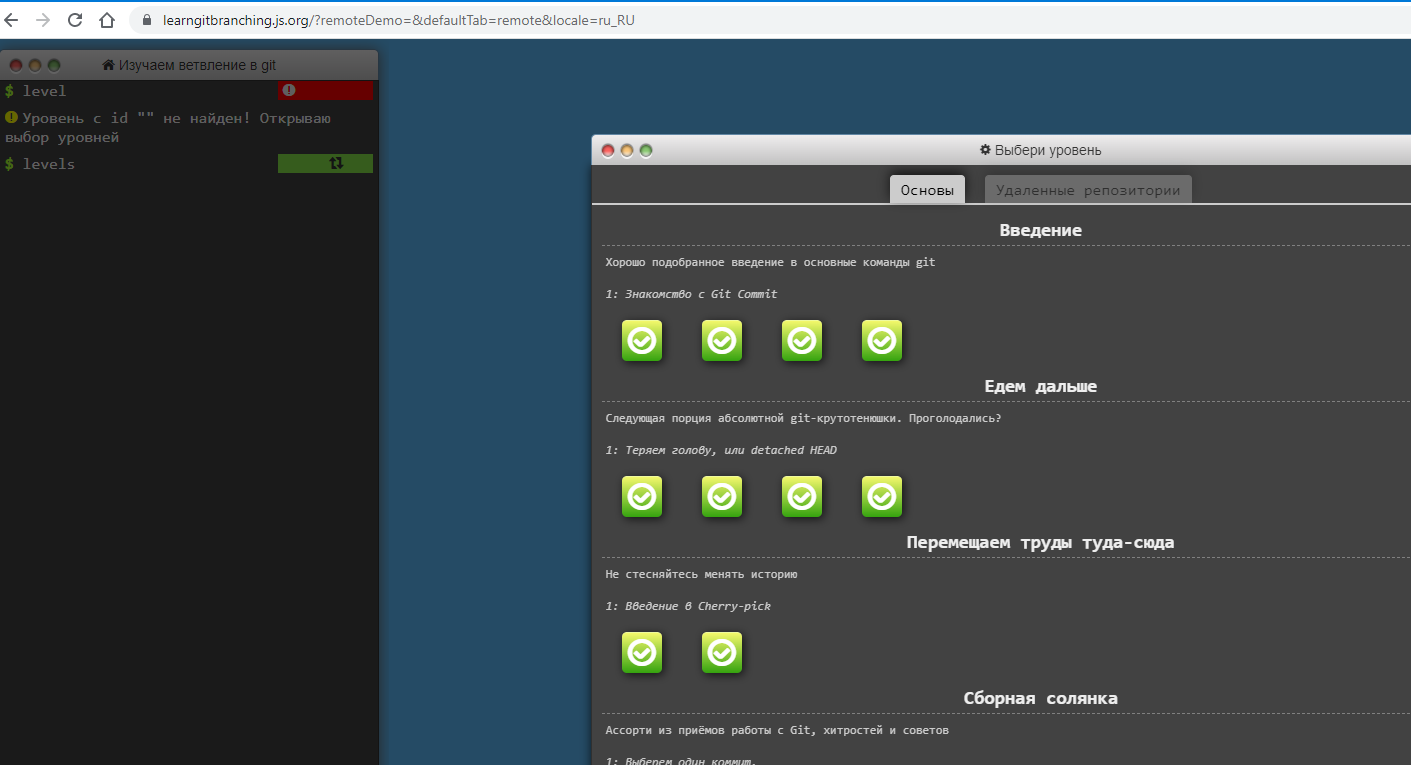 learngitbranching.js.org/?remoteDemo=&defaultTab=remote&locale=ru_RU
Изучаем ветвление в git
$ level
Уровень с id "" не найден! Открываю
выбор уровней
$ levels
Выбери уровень
Основы
Удаленные репозитории
Введение
Хорошо подобранное введение в основные команды git
1: Знакомство с Git Commit
Едем дальше
Следующая порция абсолютной git-крутотенюшки. Проголодались?
1: Теряем голову, или detached HEAD
Перемещаем труды туда-сюда
Не стесняйтесь менять историю
1: Введение в Cherry-pick
Сборная солянка
Ассорти из приёмов работы с Git, хитростей и советов
1: Выберем один коммит.